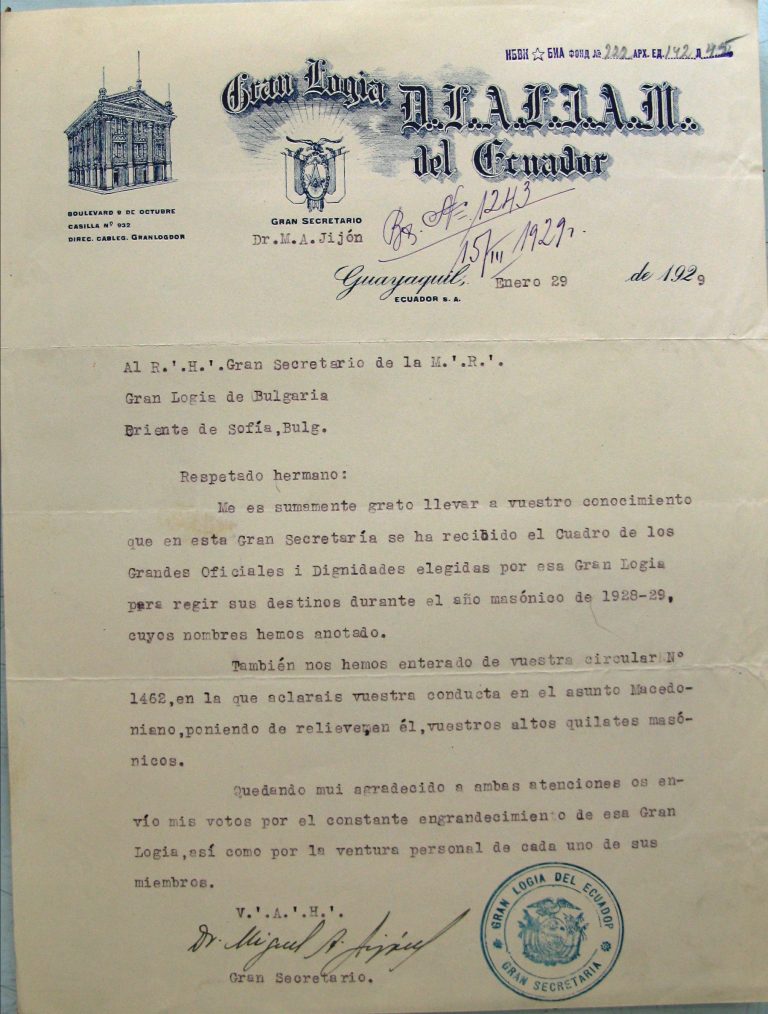 НБВК ☆ БИА ФОНД № 222 АРХ. ЕД. 142 Л
Gran Logia D.·.L.·.A.·.L.·.I.·.A.·.M.·.
del Ecuador
BOULEVARD 9 DE OCTUBRE
CASILLA Nº 932
DIREC. CABLEG. GRANLOGDOR
GRAN SECRETARIO
Dr.M.A.Jijón
Вх. № 1243
15/III 1929 г.
Guayaquil, Enero 29 de 1929
ECUADOR S. A.
Al R.'.H.'.Gran Secretario de la M.'.R.'.
Gran Logia de Bulgaria
Oriente de Sofía,Bulg.
Respetado hermano:
Me es sumamente grato llevar a vuestro conocimiento
que en esta Gran Secretaría se ha recibido el Cuadro de los
Grandes Oficiales i Dignidades elegidas por esa Gran Logia
para regir sus destinos durante el año masónico de 1928-29,
cuyos nombres hemos anotado.
También nos hemos enterado de vuestra circular Nº
1462,en la que aclarais vuestra conducta en el asunto Macedo-
niano,poniendo de relieve,en él,vuestros altos quilates masó-
nicos.
Quedando mui agradecido a ambas atenciones os en-
vío mis votos por el constante engrandecimiento de esa Gran
Logia,así como por la ventura personal de cada uno de sus
miembros.
V.'.A.'.H.'.
Dr. Miguel A. Jijón
Gran Secretario.
GRAN LOGIA DEL ECUADOR
GRAN SECRETARIA